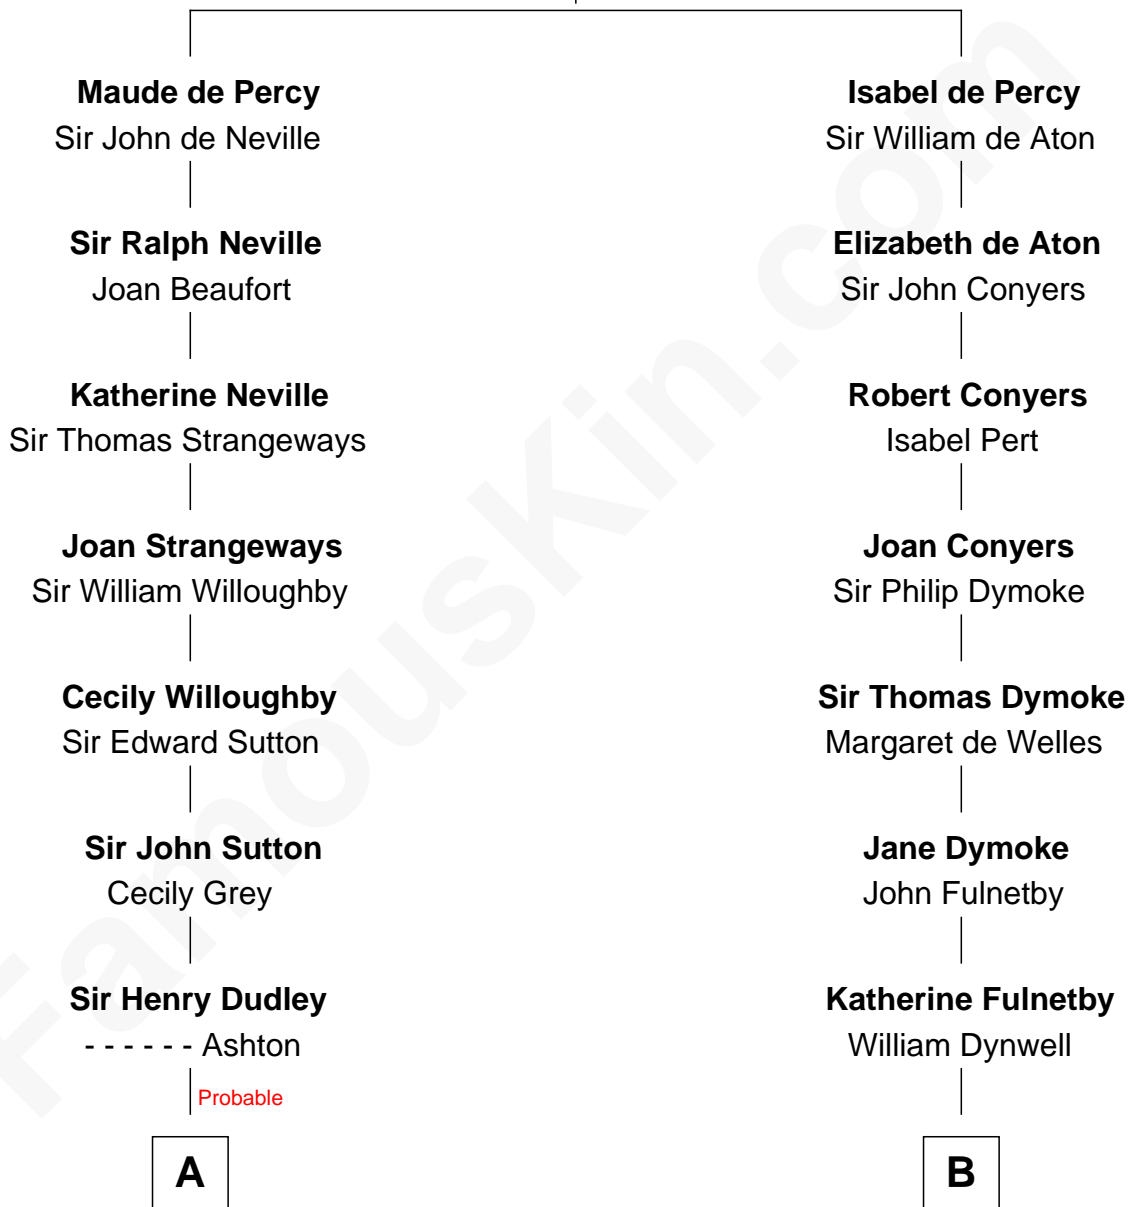 Maude de Percy
Sir John de Neville
Isabel de Percy
Sir William de Aton
Sir Ralph Neville
Joan Beaufort
Elizabeth de Aton
Sir John Conyers
Katherine Neville
Sir Thomas Strangeways
Robert Conyers
Isabel Pert
Joan Strangeways
Sir William Willoughby
Joan Conyers
Sir Philip Dymoke
Cecily Willoughby
Sir Edward Sutton
Sir Thomas Dymoke
Margaret de Welles
Sir John Sutton
Cecily Grey
Jane Dymoke
John Fulnetby
Sir Henry Dudley
- - - - - - Ashton
Katherine Fulnetby
William Dynwell
Probable
A
B
FamousKin.com